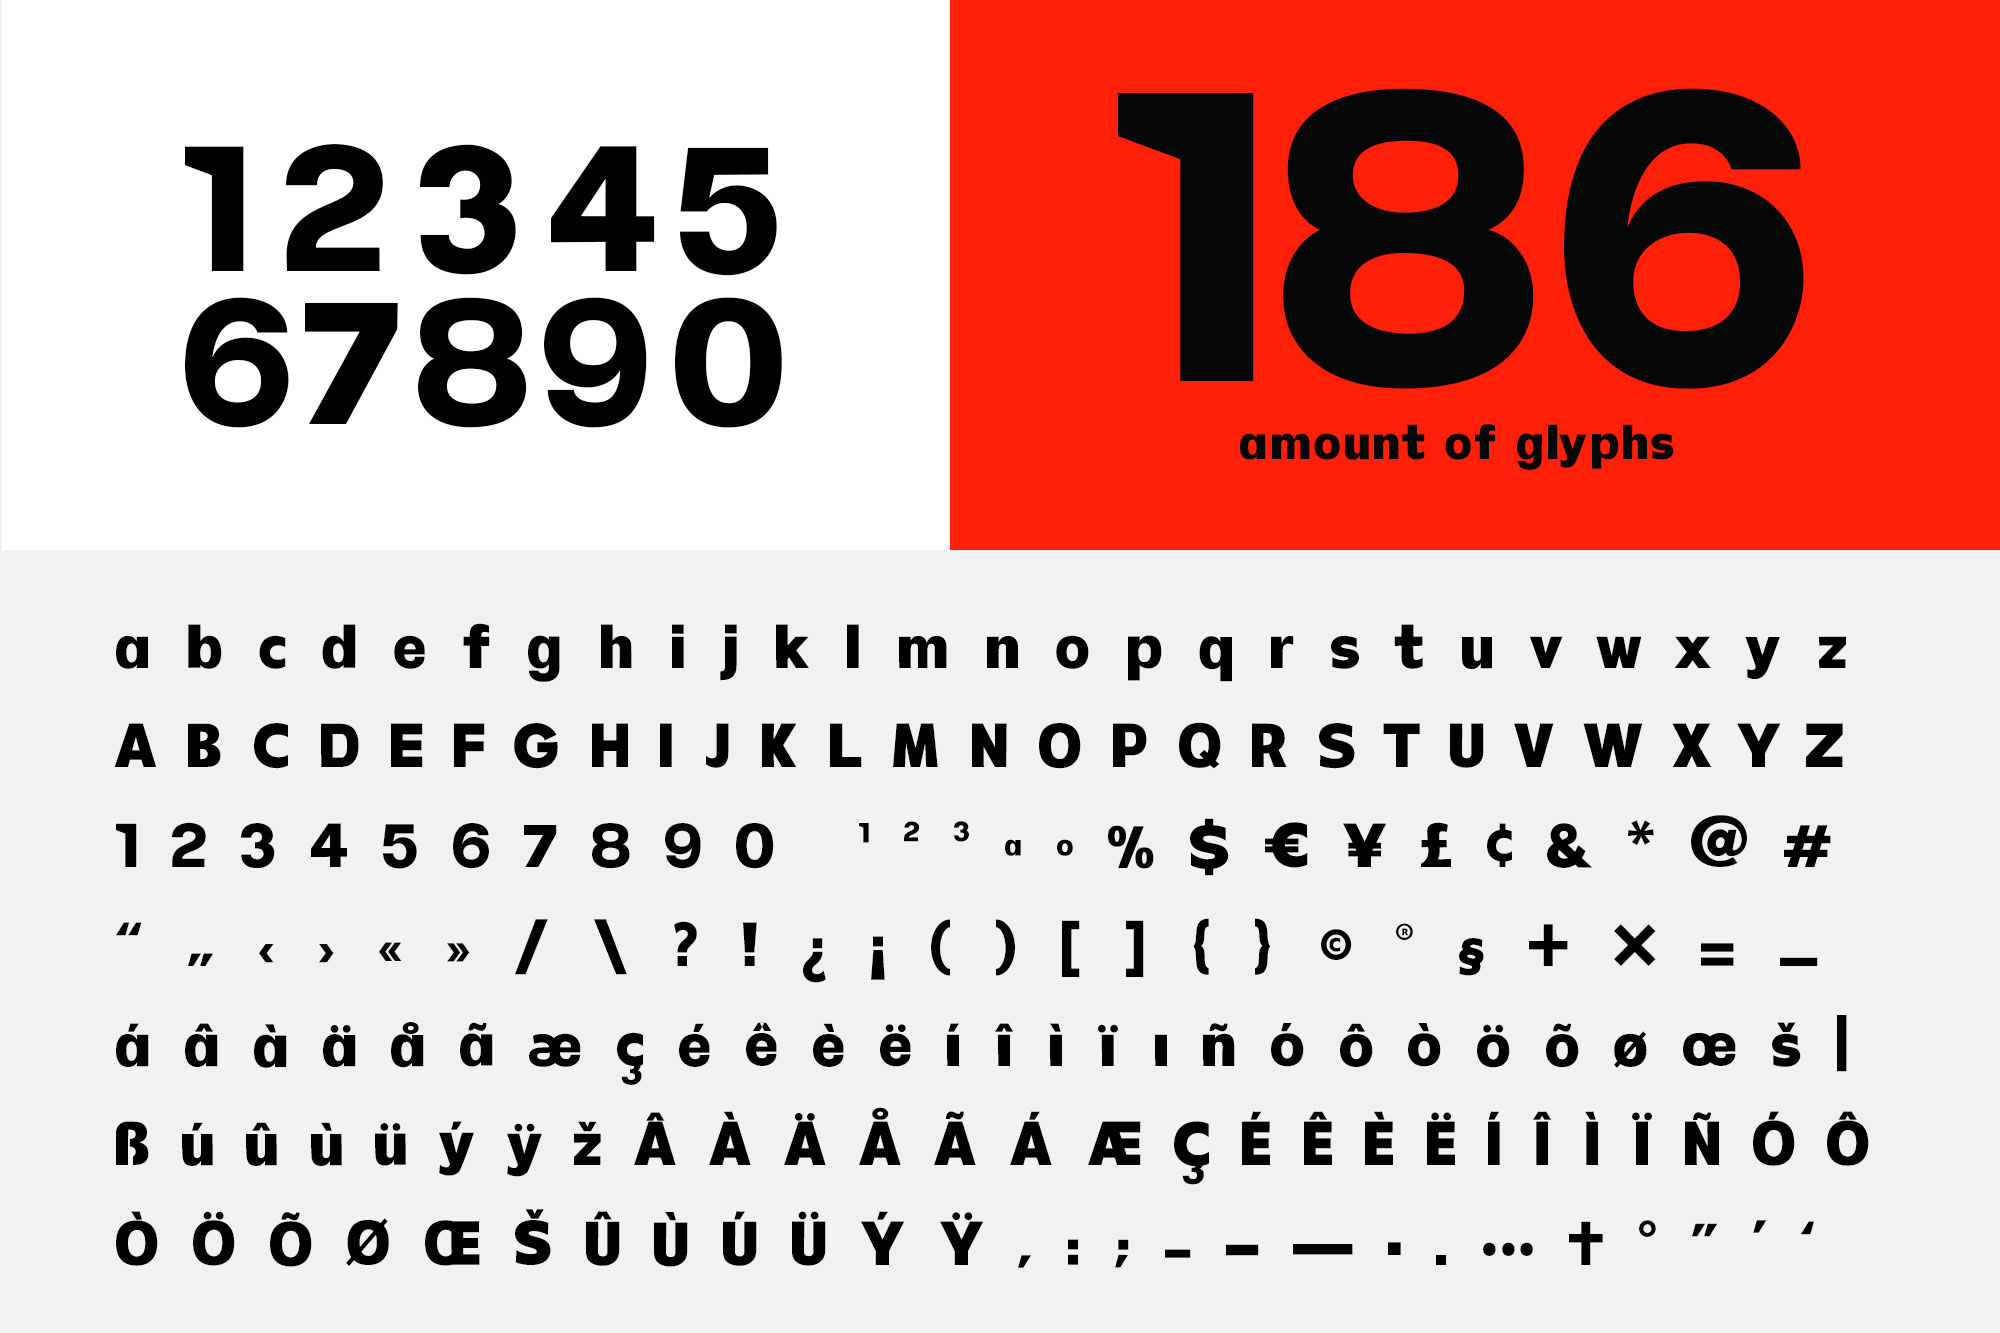 12345
67890
186
amount of glyphs
a b c d e f g h i j k l m n o p q r s t u v w x y z
A B C D E F G H I J K L M N O P Q R S T U V W X Y Z
1 2 3 4 5 6 7 8 9 0 ¹ ² ³ ª º % $ € ¥ £ ¢ & * @ #
“ „ ‹ › « » / \ ? ! ¿ ¡ ( ) [ ] { } © ® § + × = _
á â à ä å ã æ ç é ê è ë í î ì ï ı ñ ó ô ò ö õ ø œ š |
ß ú û ù ü ý ÿ ž Â À Ä Å Ã Á Æ Ç É Ê È Ë Í Î Ì Ï Ñ Ó Ô
Ò Ö Õ Ø Œ Š Û Ù Ú Ü Ý Ÿ , : ; - – — · . … † ° ” ’ ‘